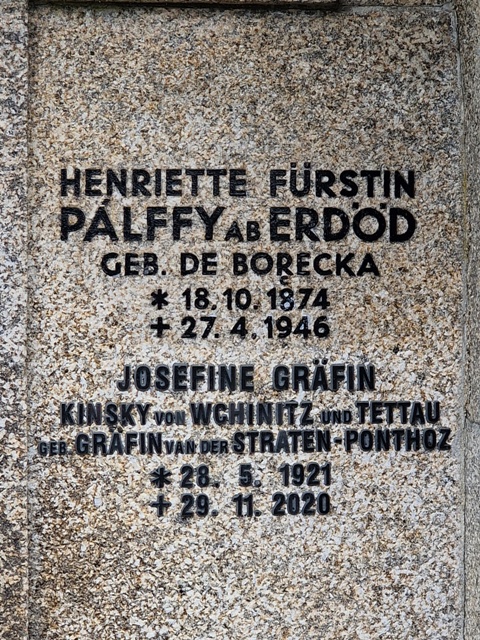 HENRIETTE FÜRSTIN
PÁLFFY AB ERDÖD
GEB. DE BORECKA
* 18.10.1874
+ 27.4.1946
JOSEFINE GRÄFIN
KINSKY VON WCHINITZ UND TETTAU
GEB. GRÄFIN VAN DER STRATEN-PONTHOZ
* 28. 5. 1921
+ 29. 11. 2020